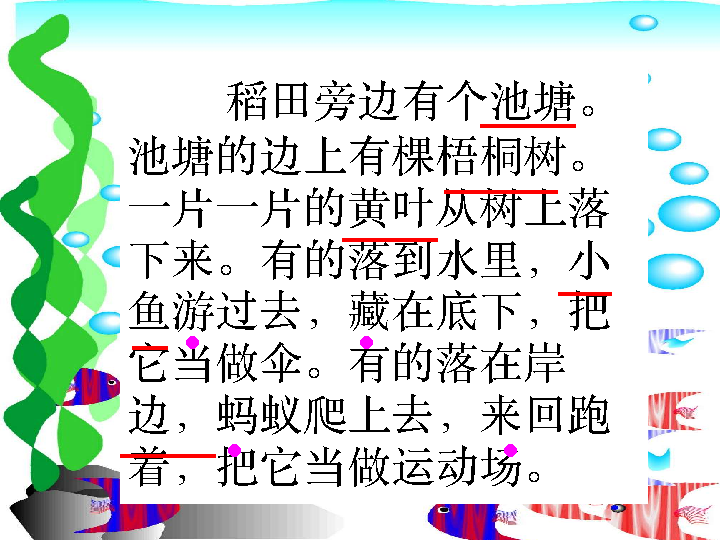 稻田旁边有个池塘。
池塘的边上有棵梧桐树。
一片一片的黄叶从树上落
下来。有的落到水里，小
鱼游过去，藏在底下，把
它当做伞。有的落在岸
边，蚂蚁爬上去，来回跑
着，把它当做运动场。